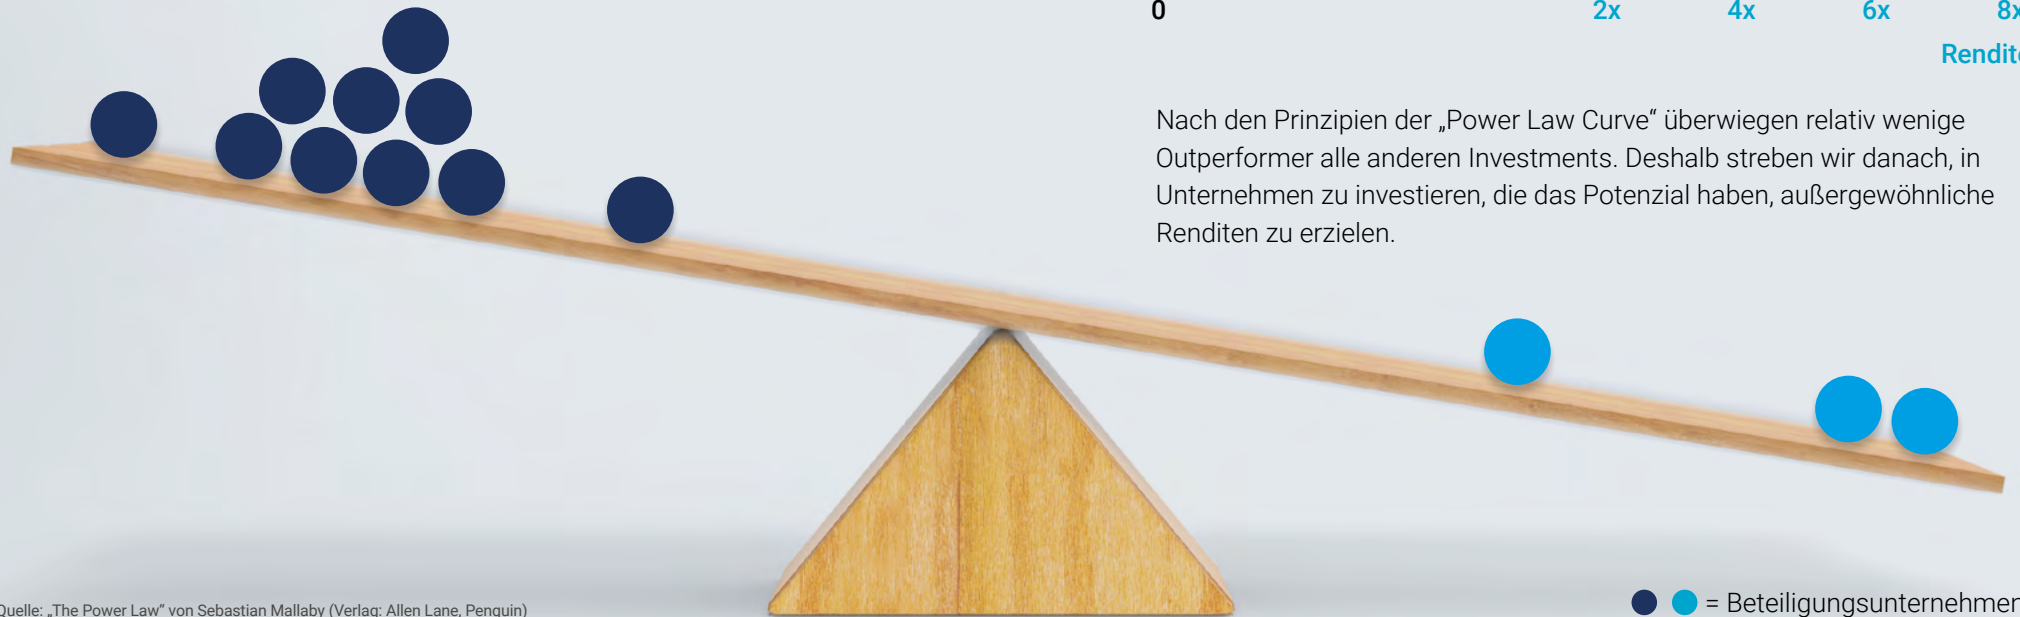 0 2x 4x 6x 8x
Rendite
Nach den Prinzipien der „Power Law Curve“ überwiegen relativ wenige
Outperformer alle anderen Investments. Deshalb streben wir danach, in
Unternehmen zu investieren, die das Potenzial haben, außergewöhnliche
Renditen zu erzielen.
Quelle: „The Power Law“ von Sebastian Mallaby (Verlag: Allen Lane, Penguin)
= Beteiligungsunternehmen